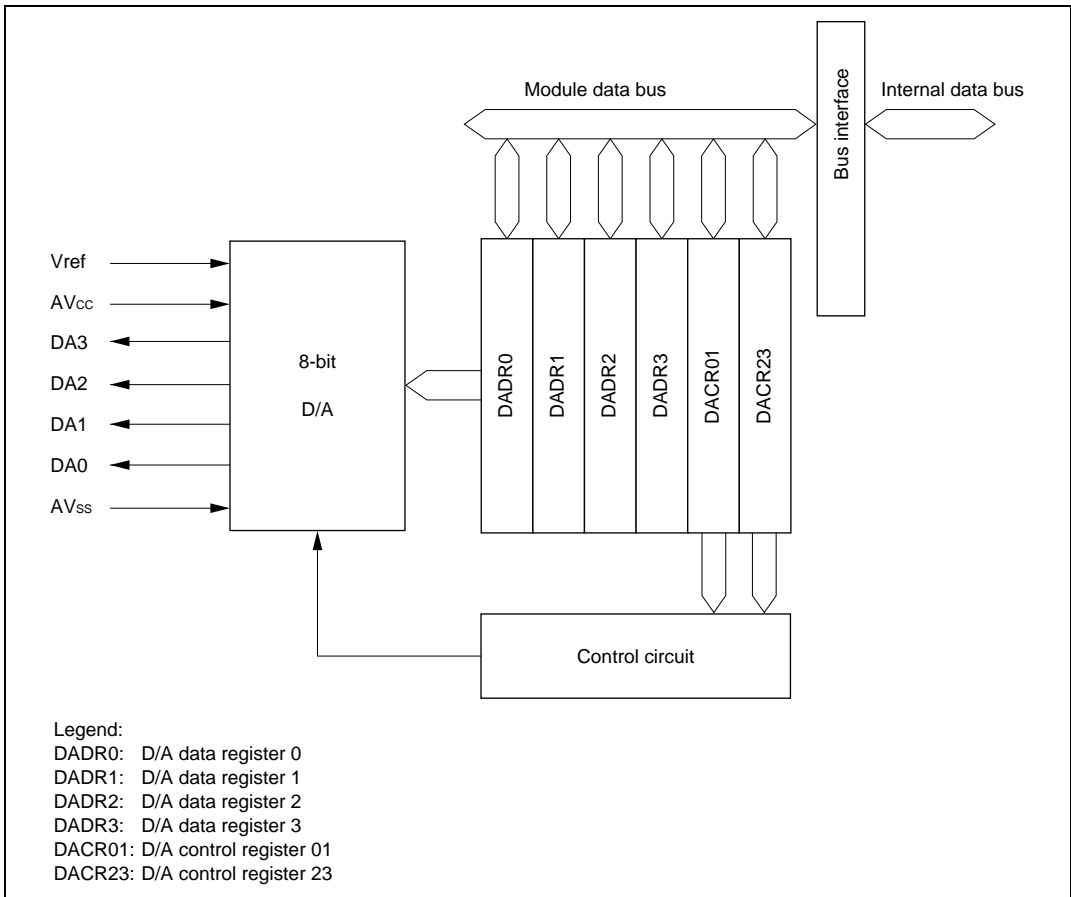 Module data bus
Internal data bus
Bus interface
Vref
AVCC
DA3
DA2
DA1
DA0
AVSS
8-bit
D/A
DADR0
DADR1
DADR2
DADR3
DACR01
DACR23
Control circuit
Legend:
DADR0: D/A data register 0
DADR1: D/A data register 1
DADR2: D/A data register 2
DADR3: D/A data register 3
DACR01: D/A control register 01
DACR23: D/A control register 23